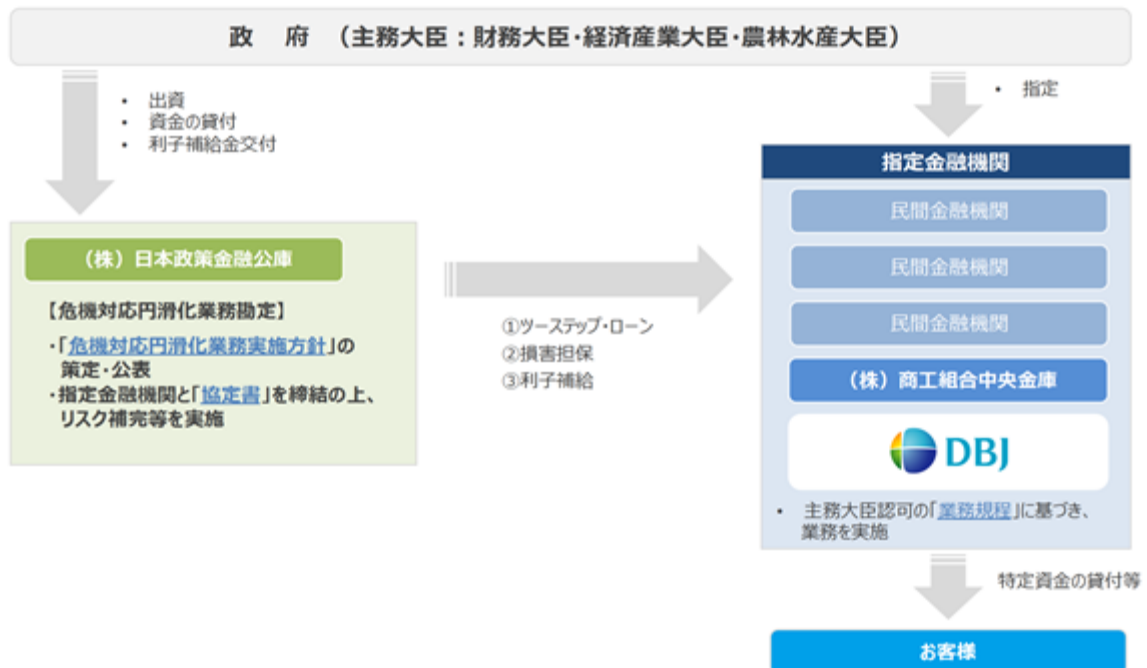 政 府 （主務大臣：財務大臣･経済産業大臣･農林水産大臣）
• 出資
• 資金の貸付
• 利子補給金交付
• 指定
（株）日本政策金融公庫
【危機対応円滑化業務勘定】
･｢危機対応円滑化業務実施方針｣の
策定･公表
･指定金融機関と｢協定書｣を締結の上、
リスク補完等を実施
①ツーステップ･ローン
②損害担保
③利子補給
指定金融機関
民間金融機関
民間金融機関
民間金融機関
（株）商工組合中央金庫
DBJ
• 主務大臣認可の｢業務規程｣に基づき、
業務を実施
特定資金の貸付等
お客様